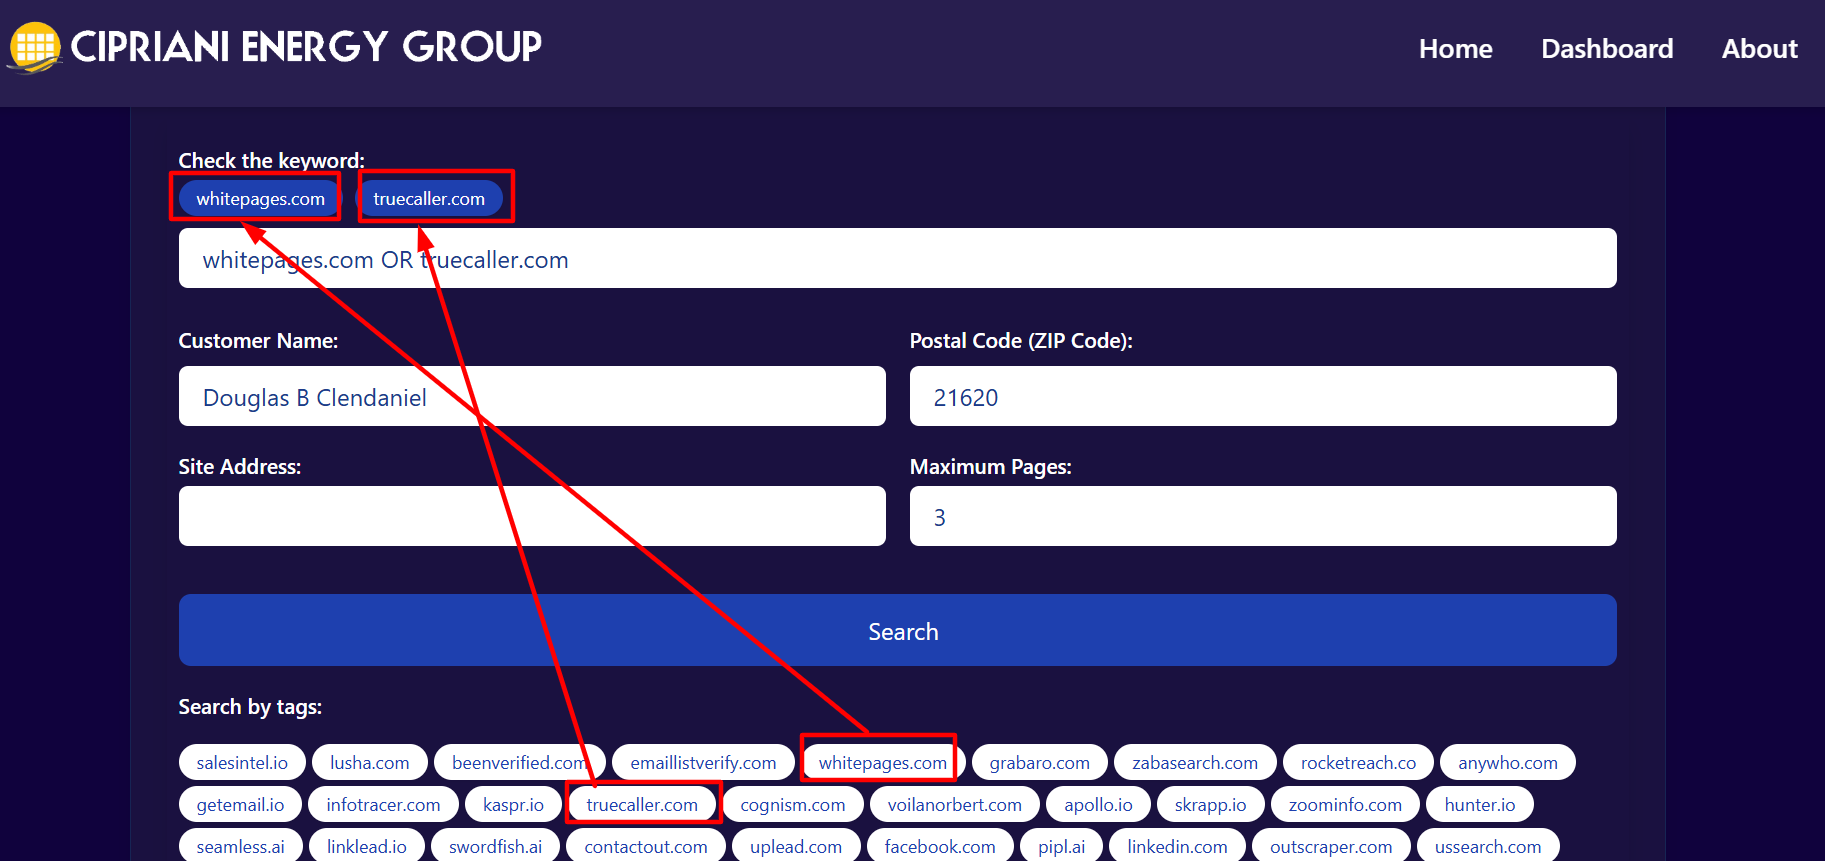 CIPRIANI ENERGY GROUP
Home Dashboard About
Check the keyword:
whitepages.com truecaller.com
whitepages.com OR truecaller.com
Customer Name: Postal Code (ZIP Code):
Douglas B Clendaniel 21620
Site Address: Maximum Pages:
3
Search
Search by tags:
salesintel.io lusha.com beenverified.com emaillistverify.com whitepages.com grabaro.com zabasearch.com rocketreach.co anywho.com
getemail.io infotracer.com kaspr.io truecaller.com cognism.com voilanorbert.com apollo.io skrapp.io zoominfo.com hunter.io
seamless.ai linklead.io swordfish.ai contactout.com uplead.com facebook.com pipl.ai linkedin.com outscraper.com ussearch.com